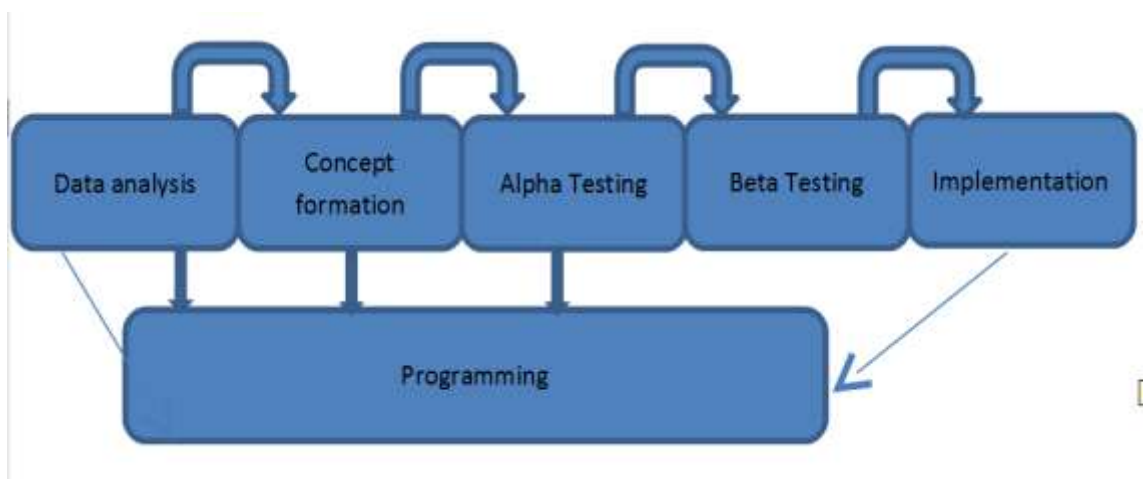 Data analysis
Concept
formation
Alpha Testing
Beta Testing
Implementation
Programming